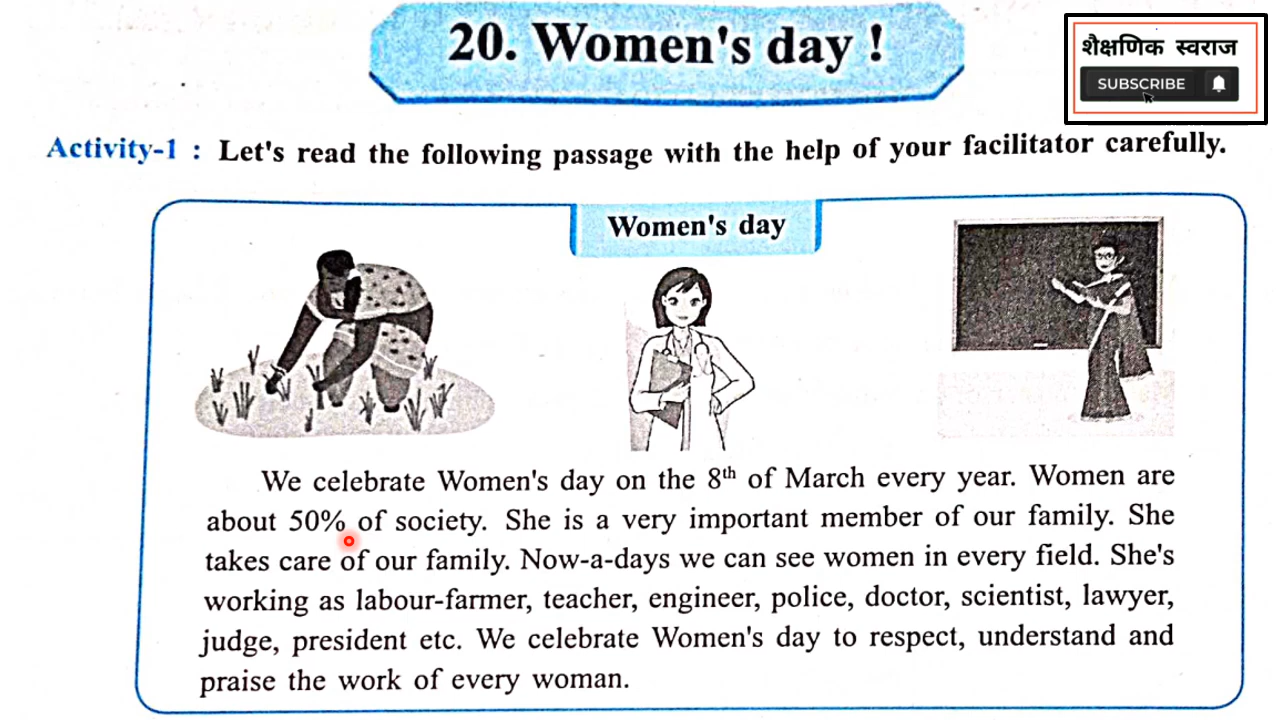 20. Women's day !
शैक्षणिक स्वराज
SUBSCRIBE
Activity-1 : Let's read the following passage with the help of your facilitator carefully.
Women's day
We celebrate Women's day on the 8th of March every year. Women are
about 50% of society. She is a very important member of our family. She
takes care of our family. Now-a-days we can see women in every field. She's
working as labour-farmer, teacher, engineer, police, doctor, scientist, lawyer,
judge, president etc. We celebrate Women's day to respect, understand and
praise the work of every woman.